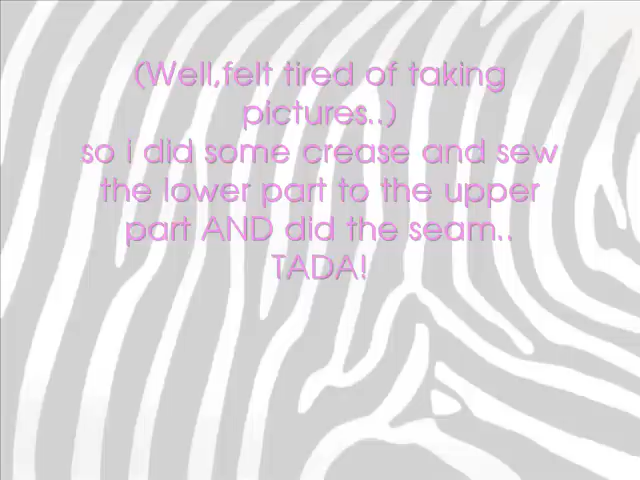 (Well,felt tired of taking
pictures..)
so i did some crease and sew
the lower part to the upper
part AND did the seam..
TADA!